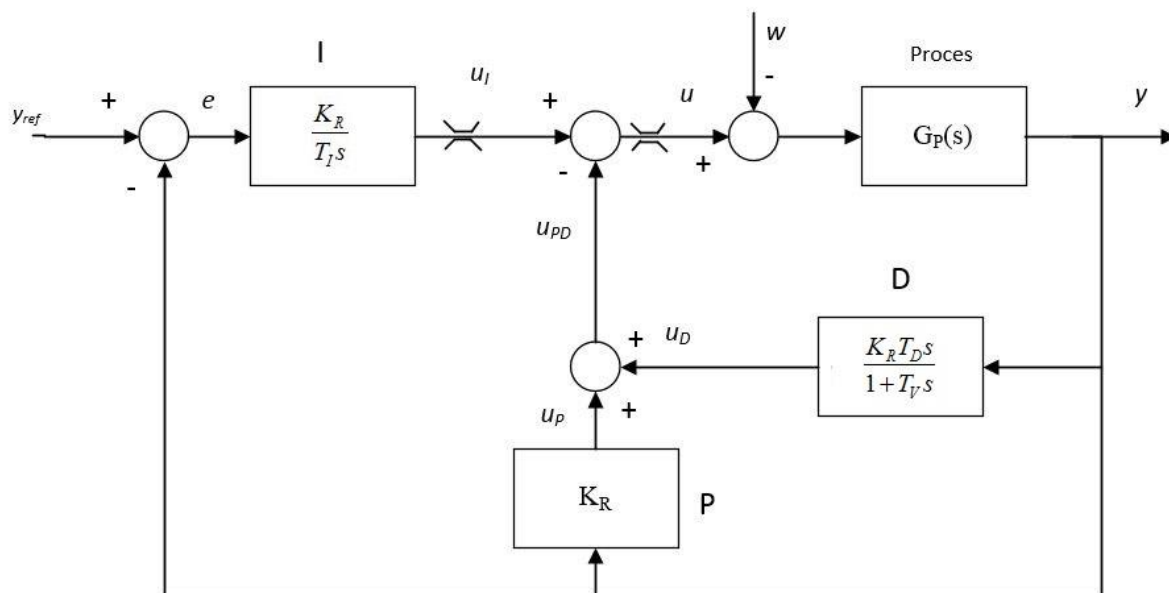 I
u_I
w
Proces
y_ref
+
-
e
K_R
T_I s
+
-
u
+
-
G_P(s)
y
u_PD
D
u_D
+
K_R T_D s
1+T_V s
u_P
+
K_R
P